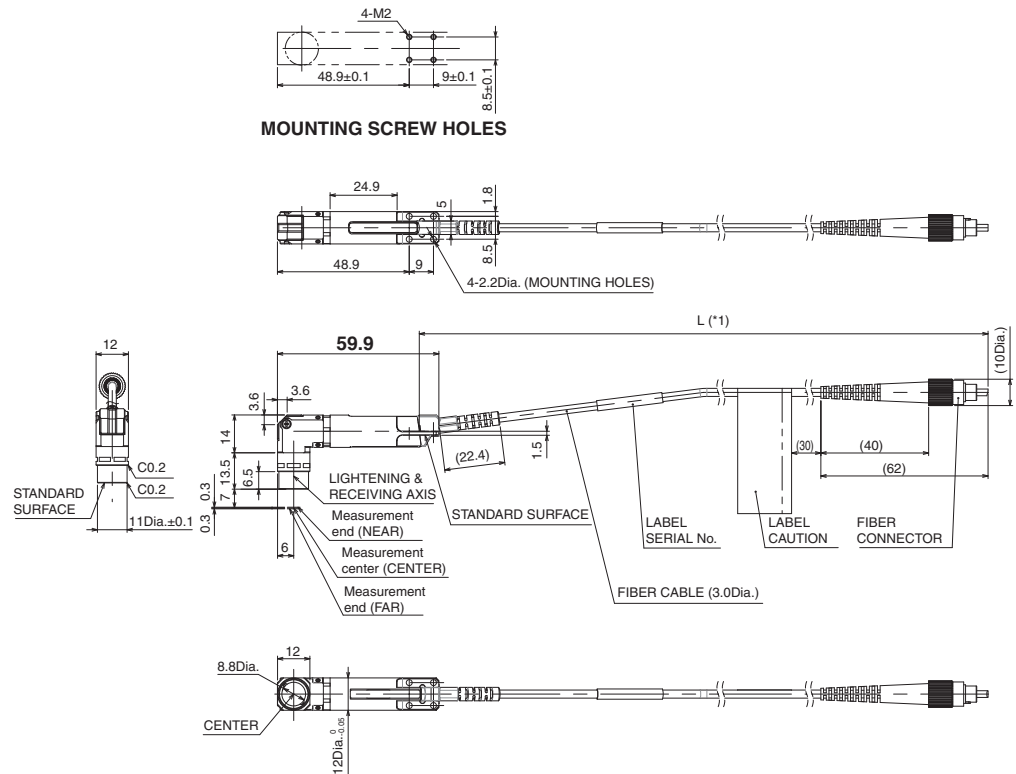 4-M2
48.9±0.1
9±0.1
8.5±0.1
MOUNTING SCREW HOLES
24.9
5
1.8
48.9
9
8.5
4-2.2Dia. (MOUNTING HOLES)
L (*1)
12
59.9
(10Dia.)
3.6
3.6
14
13.5
6.5
7
0.3
0.3
C0.2
C0.2
STANDARD
SURFACE
11Dia.±0.1
6
(22.4)
1.5
(30)
(40)
(62)
LIGHTENING &
RECEIVING AXIS
Measurement
end (NEAR)
Measurement
center (CENTER)
Measurement
end (FAR)
STANDARD SURFACE
LABEL
SERIAL No.
LABEL
CAUTION
FIBER
CONNECTOR
FIBER CABLE (3.0Dia.)
12
8.8Dia.
CENTER
12Dia. 0 -0.05